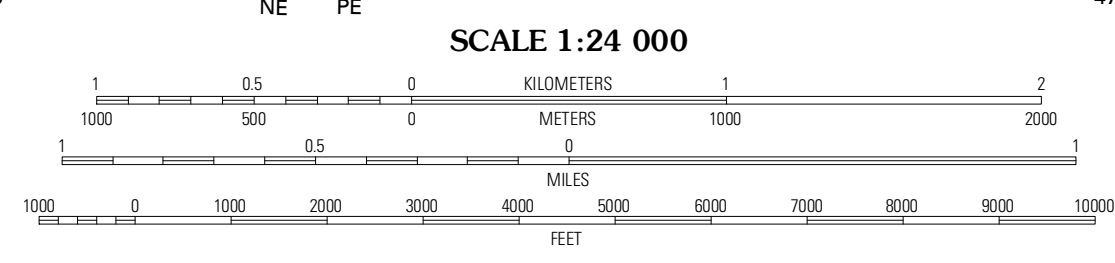 NE PE 47
SCALE 1:24 000
1 0.5 0 KILOMETERS 1 2
1000 500 0 METERS 1000 2000
1 0.5 0 1
MILES
1000 0 1000 2000 3000 4000 5000 6000 7000 8000 9000 10000
FEET